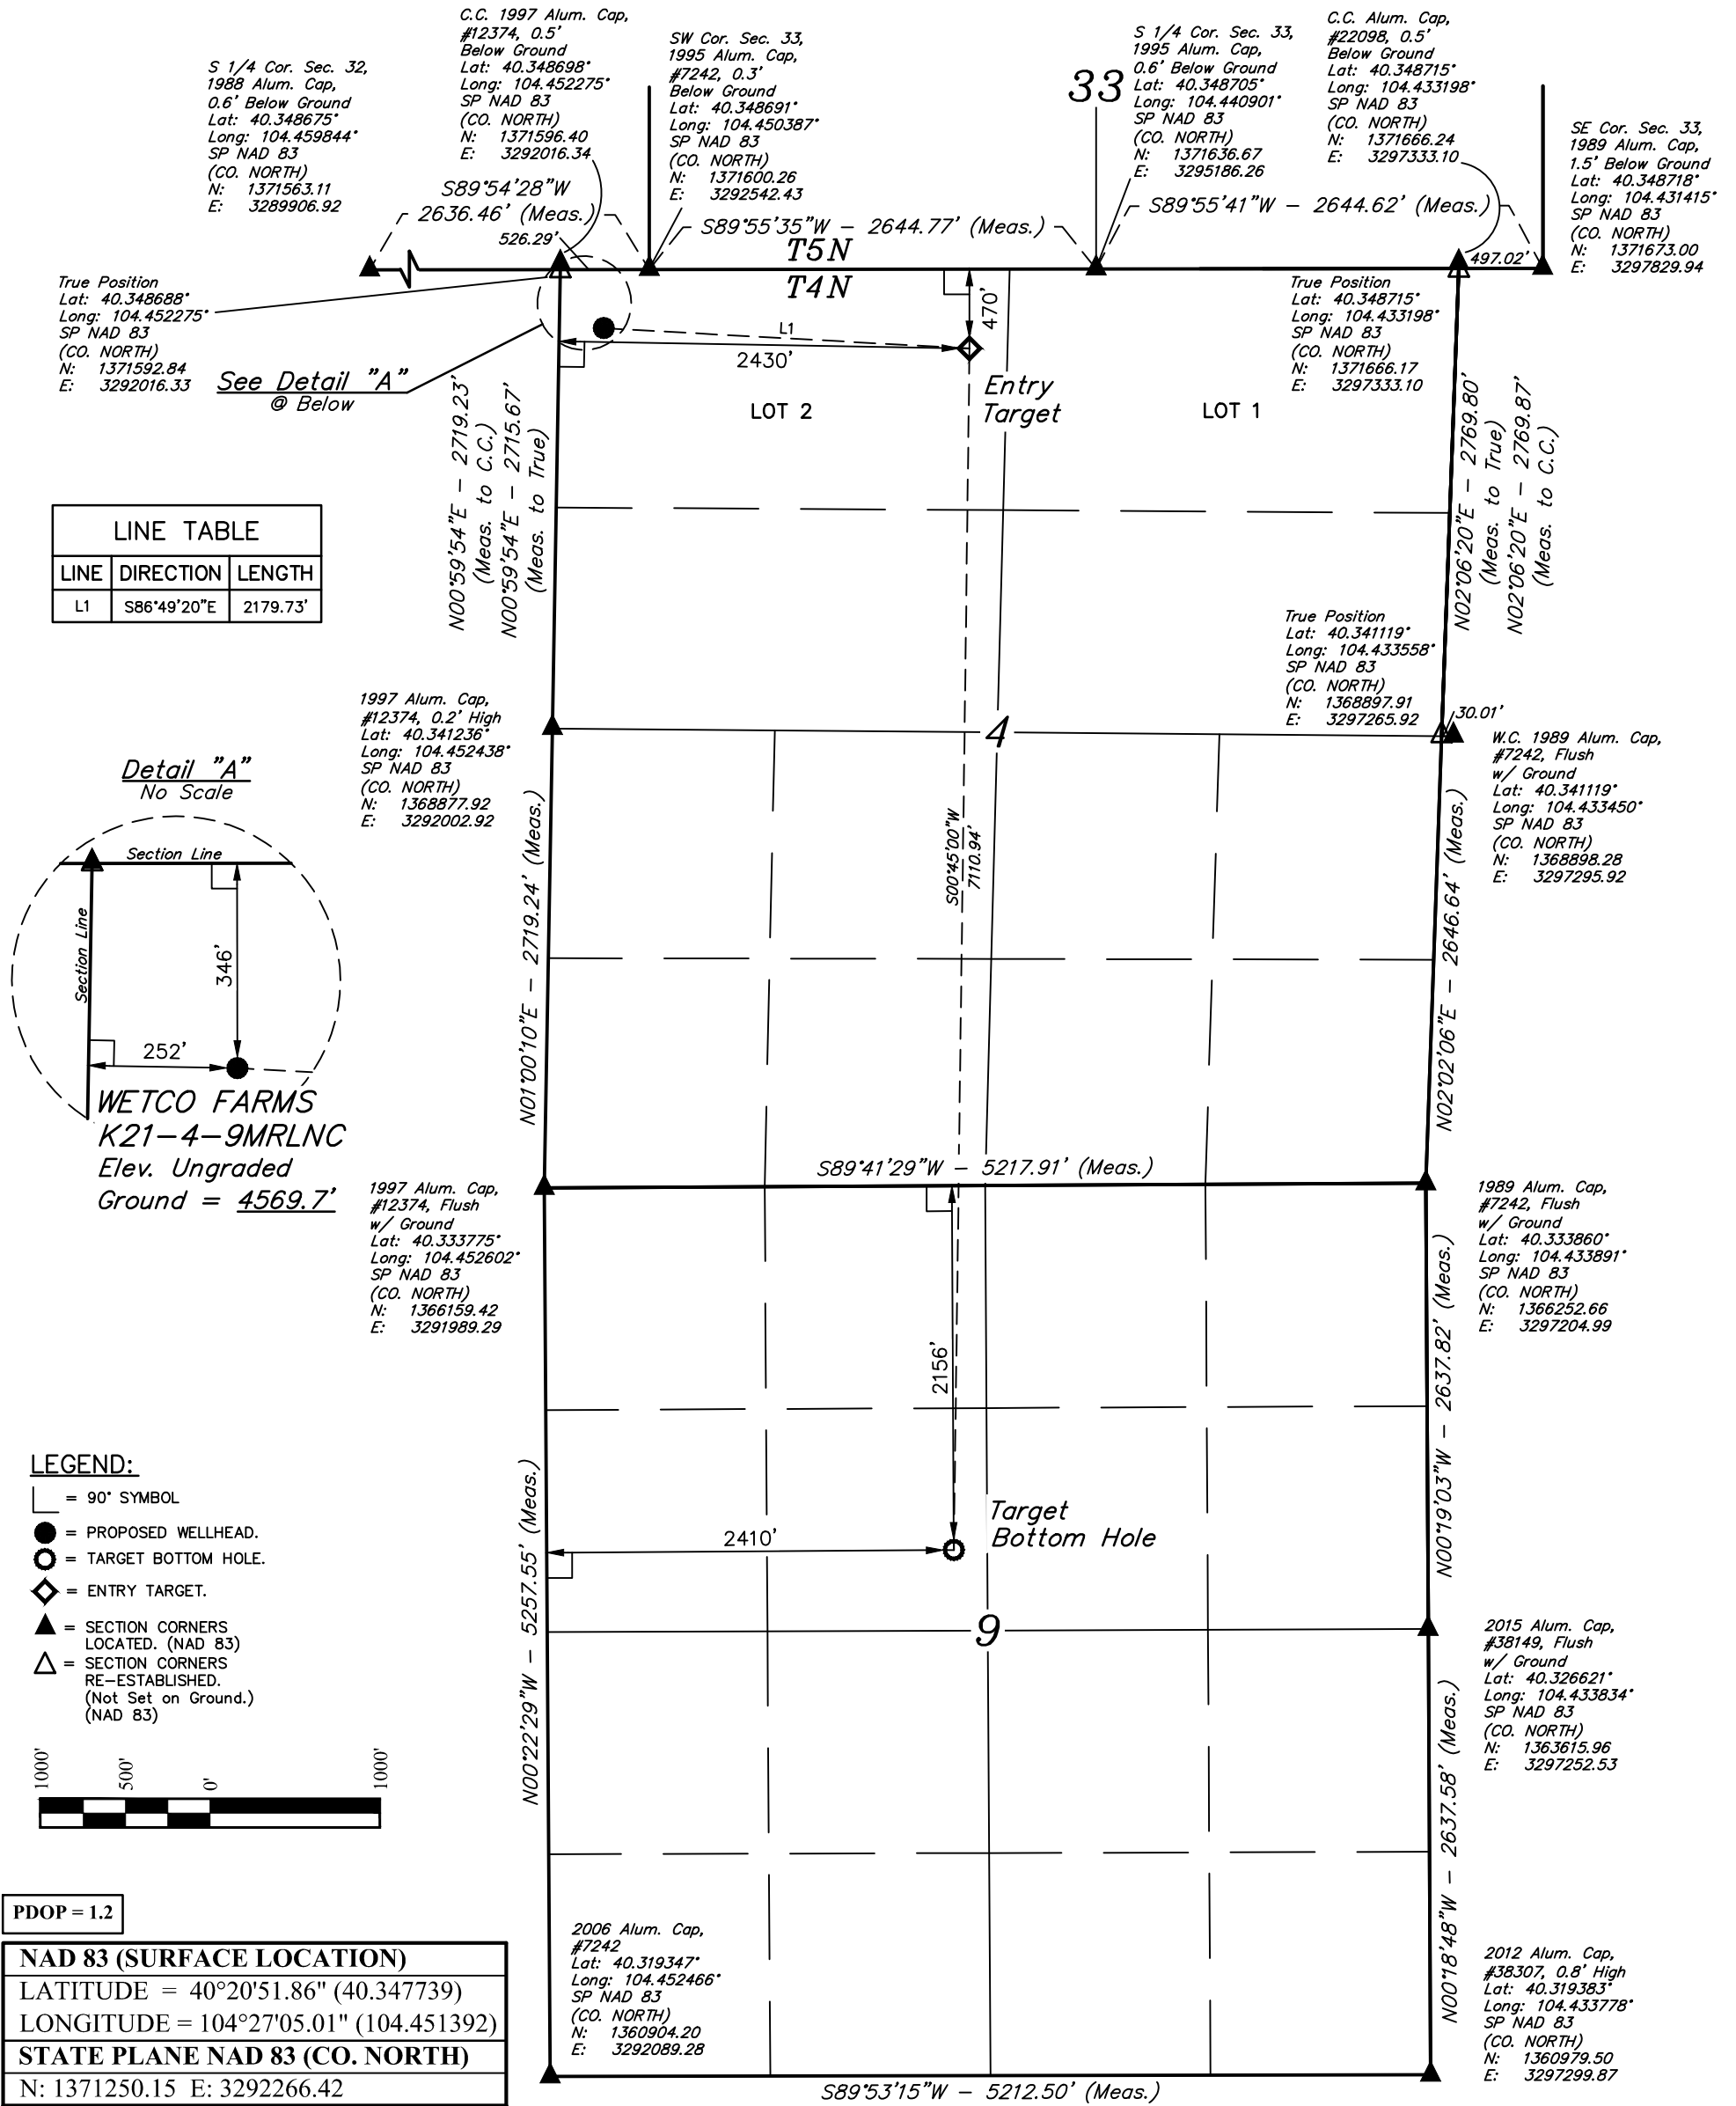 S 1/4 Cor. Sec. 32,
1988 Alum. Cap,
0.6' Below Ground
Lat: 40.348675°
Long: 104.459844°
SP NAD 83
(CO. NORTH)
N: 1371563.11
E: 3289906.92
C.C. 1997 Alum. Cap,
#12374, 0.5'
Below Ground
Lat: 40.348698°
Long: 104.452275°
SP NAD 83
(CO. NORTH)
N: 1371596.40
E: 3292016.34
SW Cor. Sec. 33,
1995 Alum. Cap,
#7242, 0.3'
Below Ground
Lat: 40.348691°
Long: 104.450387°
SP NAD 83
(CO. NORTH)
N: 1371600.26
E: 3292542.43
33
S 1/4 Cor. Sec. 33,
1995 Alum. Cap,
0.6' Below Ground
Lat: 40.348705°
Long: 104.440901°
SP NAD 83
(CO. NORTH)
N: 1371636.67
E: 3295186.26
C.C. Alum. Cap,
#22098, 0.5'
Below Ground
Lat: 40.348715°
Long: 104.433198°
SP NAD 83
(CO. NORTH)
N: 1371666.24
E: 3297333.10
SE Cor. Sec. 33,
1989 Alum. Cap,
1.5' Below Ground
Lat: 40.348718°
Long: 104.431415°
SP NAD 83
(CO. NORTH)
N: 1371673.00
E: 3297829.94
S89°54'28"W
2636.46' (Meas.)
526.29'
S89°55'35"W – 2644.77' (Meas.)
S89°55'41"W – 2644.62' (Meas.)
497.02'
T5N
T4N
True Position
Lat: 40.348688°
Long: 104.452275°
SP NAD 83
(CO. NORTH)
N: 1371592.84
E: 3292016.33
See Detail "A"
@ Below
L1
2430'
470'
Entry
Target
LOT 2
LOT 1
True Position
Lat: 40.348715°
Long: 104.433198°
SP NAD 83
(CO. NORTH)
N: 1371666.17
E: 3297333.10
N00°59'54"E – 2719.23'
(Meas. to C.C.)
N00°59'54"E – 2715.67'
(Meas. to True)
N02°06'20"E – 2769.80'
(Meas. to True)
N02°06'20"E – 2769.87'
(Meas. to C.C.)
LINE TABLE
LINE DIRECTION LENGTH
L1 S86°49'20"E 2179.73'
True Position
Lat: 40.341119°
Long: 104.433558°
SP NAD 83
(CO. NORTH)
N: 1368897.91
E: 3297265.92
30.01'
1997 Alum. Cap,
#12374, 0.2' High
Lat: 40.341236°
Long: 104.452438°
SP NAD 83
(CO. NORTH)
N: 1368877.92
E: 3292002.92
4
W.C. 1989 Alum. Cap,
#7242, Flush
w/ Ground
Lat: 40.341119°
Long: 104.433450°
SP NAD 83
(CO. NORTH)
N: 1368898.28
E: 3297295.92
Detail "A"
No Scale
Section Line
Section Line
346'
252'
WETCO FARMS
K21-4-9MRLNC
Elev. Ungraded
Ground = 4569.7'
N01°00'10"E – 2719.24' (Meas.)
S00°45'00"W
7110.94'
N02°02'06"E – 2646.64' (Meas.)
S89°41'29"W – 5217.91' (Meas.)
1997 Alum. Cap,
#12374, Flush
w/ Ground
Lat: 40.333775°
Long: 104.452602°
SP NAD 83
(CO. NORTH)
N: 1366159.42
E: 3291989.29
1989 Alum. Cap,
#7242, Flush
w/ Ground
Lat: 40.333860°
Long: 104.433891°
SP NAD 83
(CO. NORTH)
N: 1366252.66
E: 3297204.99
2156'
N00°19'03"W – 2637.82' (Meas.)
N00°22'29"W – 5257.55' (Meas.)
2410'
Target
Bottom Hole
9
LEGEND:
= 90° SYMBOL
= PROPOSED WELLHEAD.
= TARGET BOTTOM HOLE.
= ENTRY TARGET.
= SECTION CORNERS
LOCATED. (NAD 83)
= SECTION CORNERS
RE-ESTABLISHED.
(Not Set on Ground.)
(NAD 83)
1000'
500'
0'
1000'
2015 Alum. Cap,
#38149, Flush
w/ Ground
Lat: 40.326621°
Long: 104.433834°
SP NAD 83
(CO. NORTH)
N: 1363615.96
E: 3297252.53
N00°18'48"W – 2637.58' (Meas.)
PDOP = 1.2
NAD 83 (SURFACE LOCATION)
LATITUDE = 40°20'51.86" (40.347739)
LONGITUDE = 104°27'05.01" (104.451392)
STATE PLANE NAD 83 (CO. NORTH)
N: 1371250.15 E: 3292266.42
2006 Alum. Cap,
#7242
Lat: 40.319347°
Long: 104.452466°
SP NAD 83
(CO. NORTH)
N: 1360904.20
E: 3292089.28
2012 Alum. Cap,
#38307, 0.8' High
Lat: 40.319383°
Long: 104.433778°
SP NAD 83
(CO. NORTH)
N: 1360979.50
E: 3297299.87
S89°53'15"W – 5212.50' (Meas.)